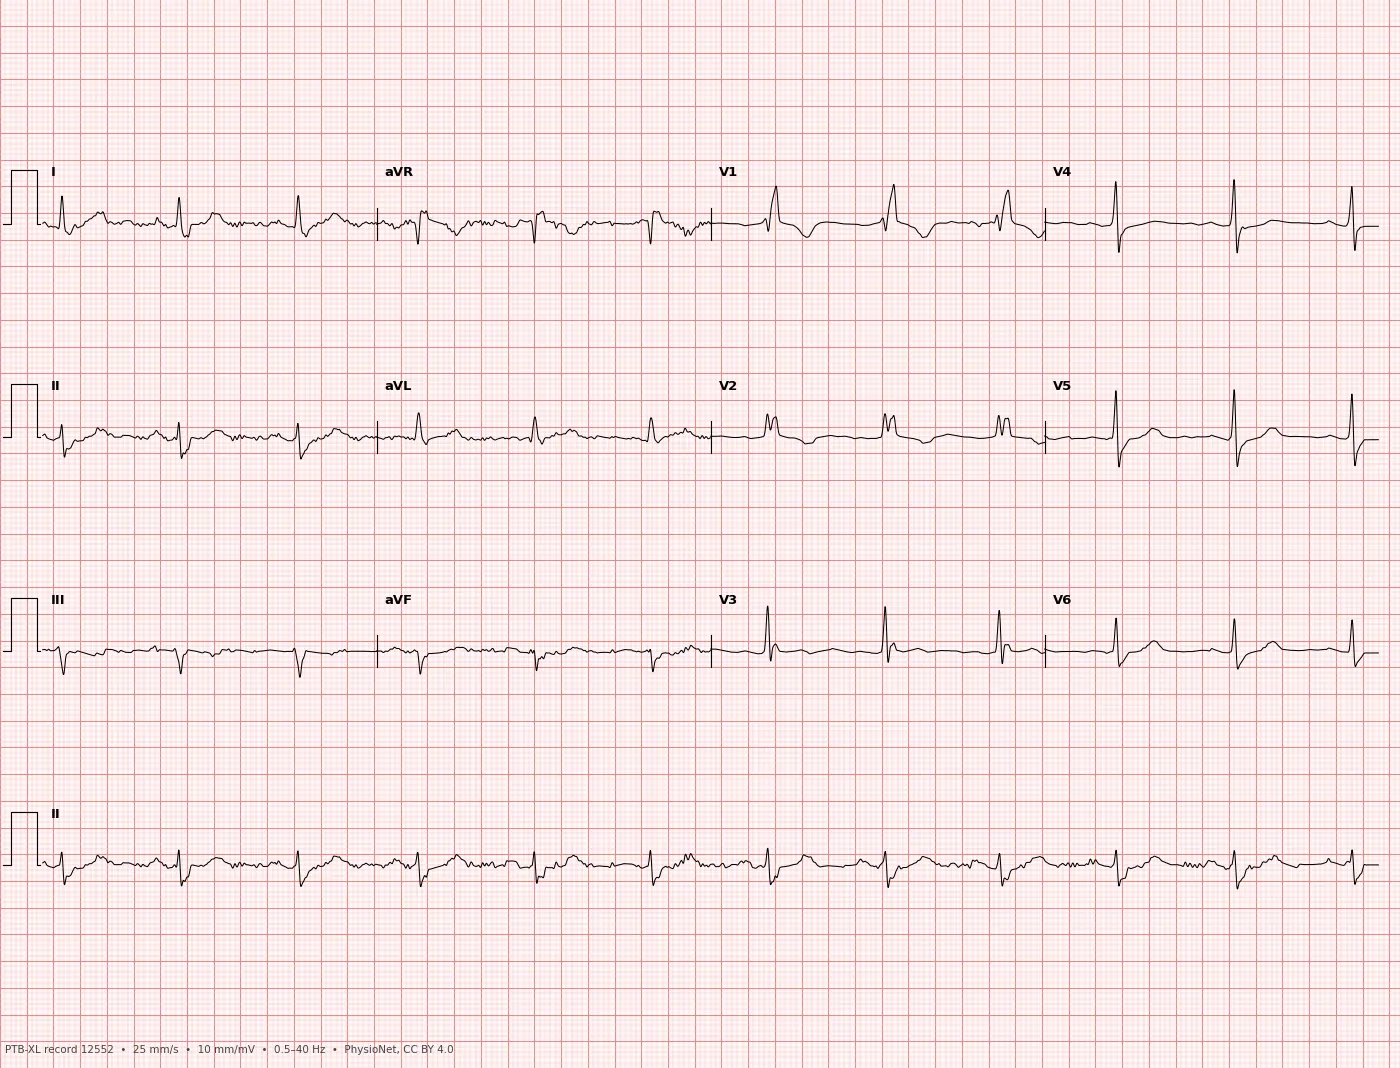 I aVR V1 V4
II aVL V2 V5
III aVF V3 V6
II
PTB-XL record 12552 • 25 mm/s • 10 mm/mV • 0.5–40 Hz • PhysioNet, CC BY 4.0